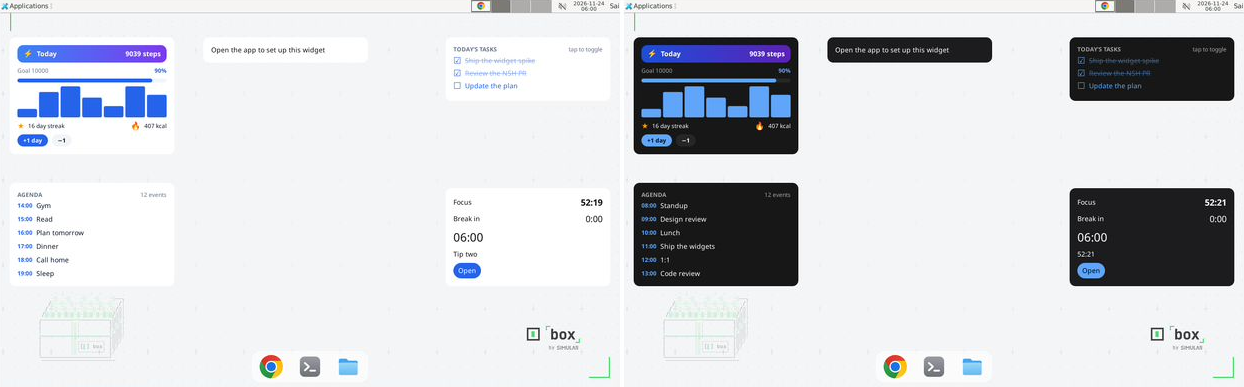 Applications
2026-11-24
06:00
Sai
Today 9039 steps
Goal 10000 90%
16 day streak 407 kcal
+1 day −1
Open the app to set up this widget
TODAY'S TASKS tap to toggle
Ship the widget spike
Review the NSH PR
Update the plan
AGENDA 12 events
14:00 Gym
15:00 Read
16:00 Plan tomorrow
17:00 Dinner
18:00 Call home
19:00 Sleep
Focus 52:19
Break in 0:00
06:00
Tip two
Open
box
by SIMULAR
Applications
2026-11-24
06:00
Sai
Today 9039 steps
Goal 10000 90%
16 day streak 407 kcal
+1 day −1
Open the app to set up this widget
TODAY'S TASKS tap to toggle
Ship the widget spike
Review the NSH PR
Update the plan
AGENDA 12 events
08:00 Standup
09:00 Design review
10:00 Lunch
11:00 Ship the widgets
12:00 1:1
13:00 Code review
Focus 52:21
Break in 0:00
06:00
52:21
Open
box
by SIMULAR